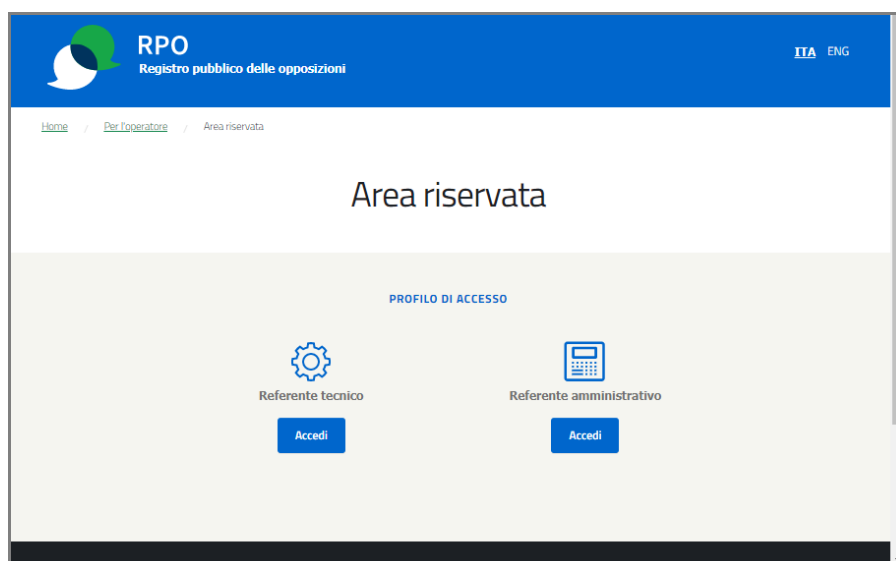 RPO
Registro pubblico delle opposizioni
ITA ENG
Home / Per l'operatore / Area riservata
Area riservata
PROFILO DI ACCESSO
Referente tecnico
Accedi
Referente amministrativo
Accedi